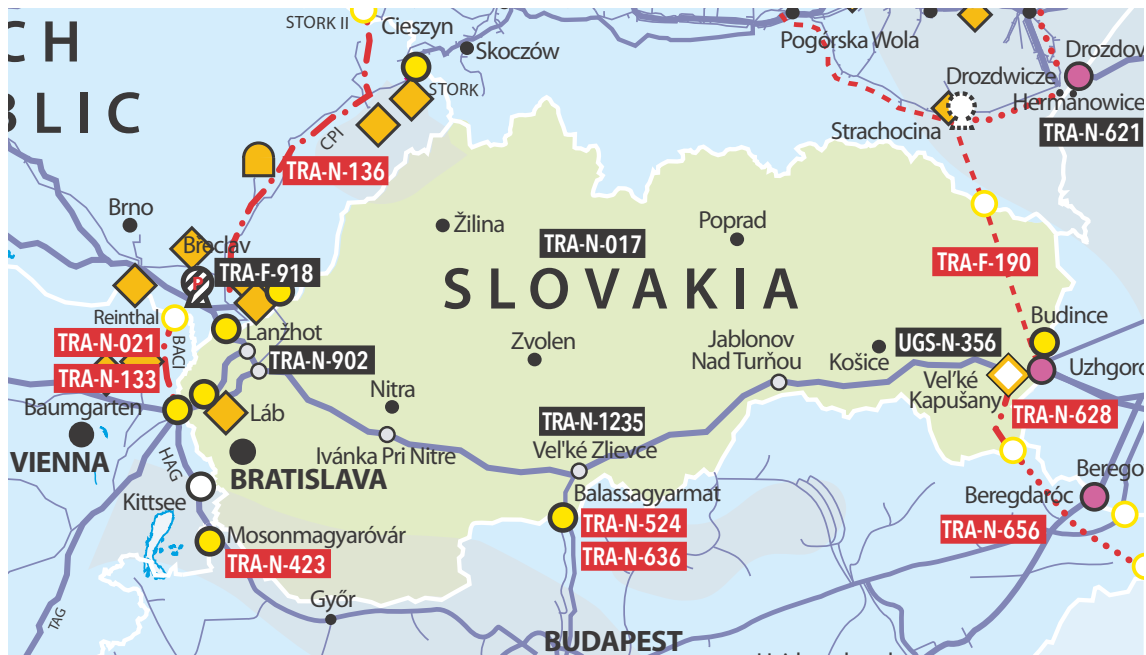 STORK II
Cieszyn
Skoczów
Pogórska Wola
CH
BLIC
STORK
Drozdov
Drozdwicze
Hermanowice
Strachocina
TRA-N-621
CPI
TRA-N-136
Brno
Žilina
Poprad
TRA-N-017
Břeclav
TRA-F-918
P
TRA-F-190
SLOVAKIA
Reinthal
BACI
Lanžhot
Budince
TRA-N-021
TRA-N-902
Zvolen
Jablonov
Nad Turňou
Košice
UGS-N-356
Uzhgoro
TRA-N-133
Baumgarten
Láb
Nitra
Veľké
Kapušany
TRA-N-628
TRA-N-1235
VIENNA
HAG
BRATISLAVA
Ivánka Pri Nitre
Veľké Zlievce
Kittsee
Balassagyarmat
Berego
Beregdaróc
TRA-N-524
TRA-N-656
Mosonmagyaróvár
TRA-N-423
TRA-N-636
TAG
Győr
BUDAPEST